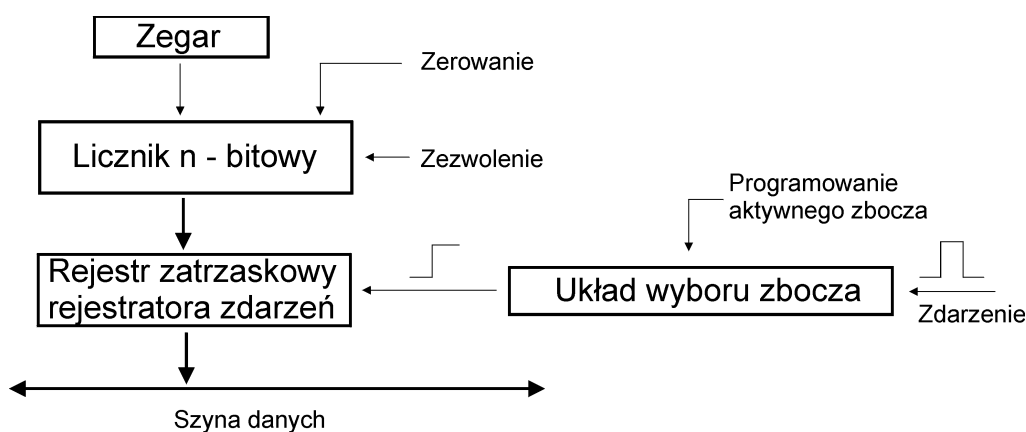 Zegar
Zerowanie
Licznik n - bitowy
Zezwolenie
Programowanie
aktywnego zbocza
Rejestr zatrzaskowy
rejestratora zdarzeń
Układ wyboru zbocza
Zdarzenie
Szyna danych